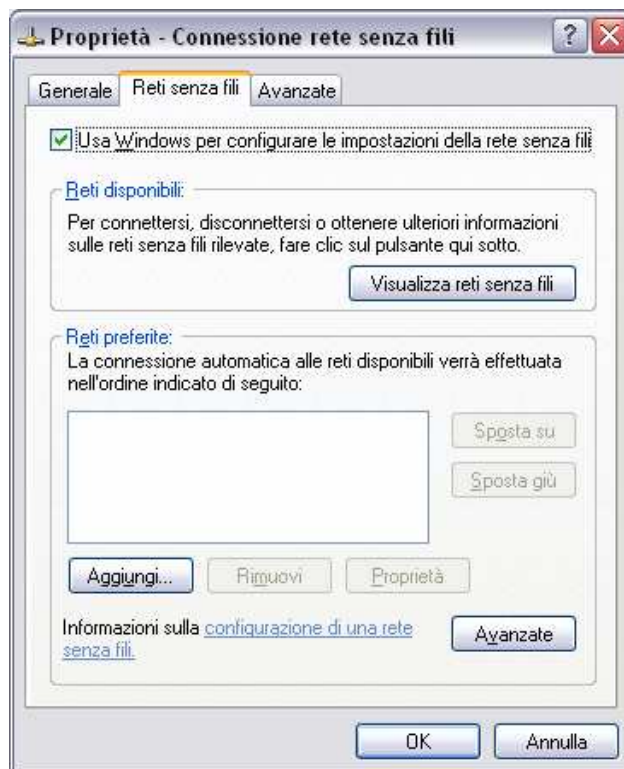 Proprietà - Connessione rete senza fili
Generale Reti senza fili Avanzate
Usa Windows per configurare le impostazioni della rete senza fili
Reti disponibili:
Per connettersi, disconnettersi o ottenere ulteriori informazioni
sulle reti senza fili rilevate, fare clic sul pulsante qui sotto.
Visualizza reti senza fili
Reti preferite:
La connessione automatica alle reti disponibili verrà effettuata
nell'ordine indicato di seguito:
Sposta su
Sposta giù
Aggiungi... Rimuovi Proprietà
Informazioni sulla configurazione di una rete
senza fili.
Avanzate
OK Annulla